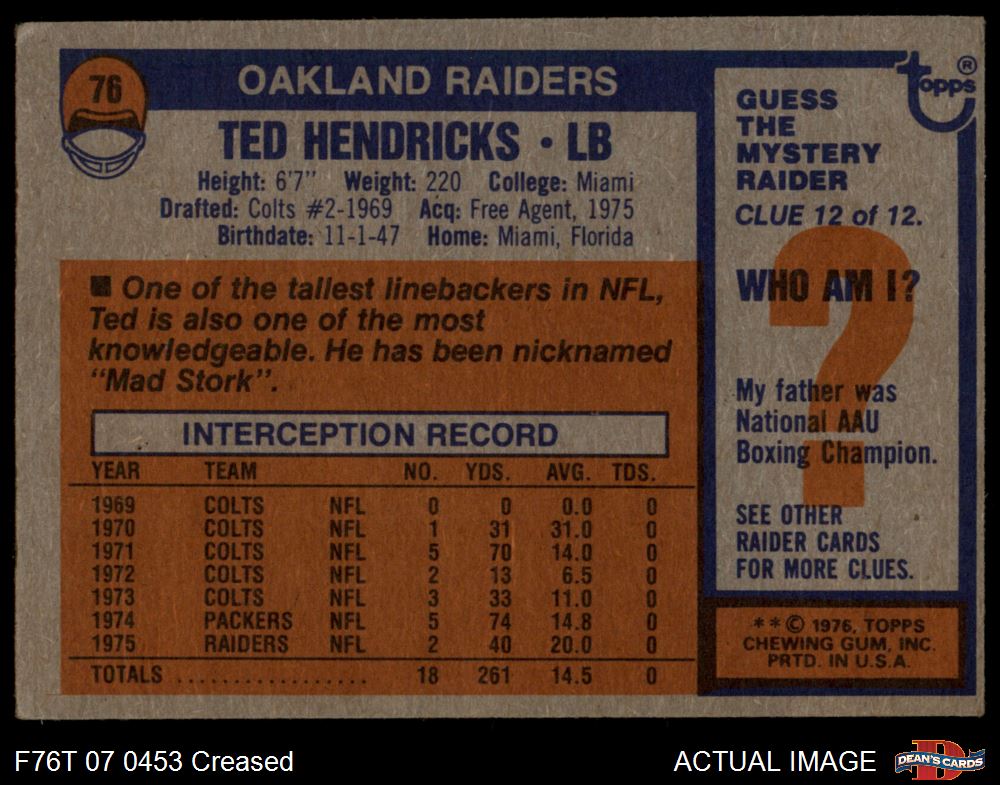 76
OAKLAND RAIDERS
TED HENDRICKS • LB
Height: 6'7" Weight: 220 College: Miami
Drafted: Colts #2-1969 Acq: Free Agent, 1975
Birthdate: 11-1-47 Home: Miami, Florida
■ One of the tallest linebackers in NFL,
Ted is also one of the most
knowledgeable. He has been nicknamed
"Mad Stork".
INTERCEPTION RECORD
YEAR TEAM NO. YDS. AVG. TDS.
1969 COLTS NFL 0 0 0.0 0
1970 COLTS NFL 1 31 31.0 0
1971 COLTS NFL 5 70 14.0 0
1972 COLTS NFL 2 13 6.5 0
1973 COLTS NFL 3 33 11.0 0
1974 PACKERS NFL 5 74 14.8 0
1975 RAIDERS NFL 2 40 20.0 0
TOTALS .................. 18 261 14.5 0
Topps ®
GUESS
THE
MYSTERY
RAIDER
CLUE 12 of 12.
?
WHO AM I?
My father was
National AAU
Boxing Champion.
SEE OTHER
RAIDER CARDS
FOR MORE CLUES.
**© 1976, TOPPS
CHEWING GUM, INC.
PRTD. IN U.S.A.
F76T 07 0453 Creased
ACTUAL IMAGE
D
DEAN'S CARDS